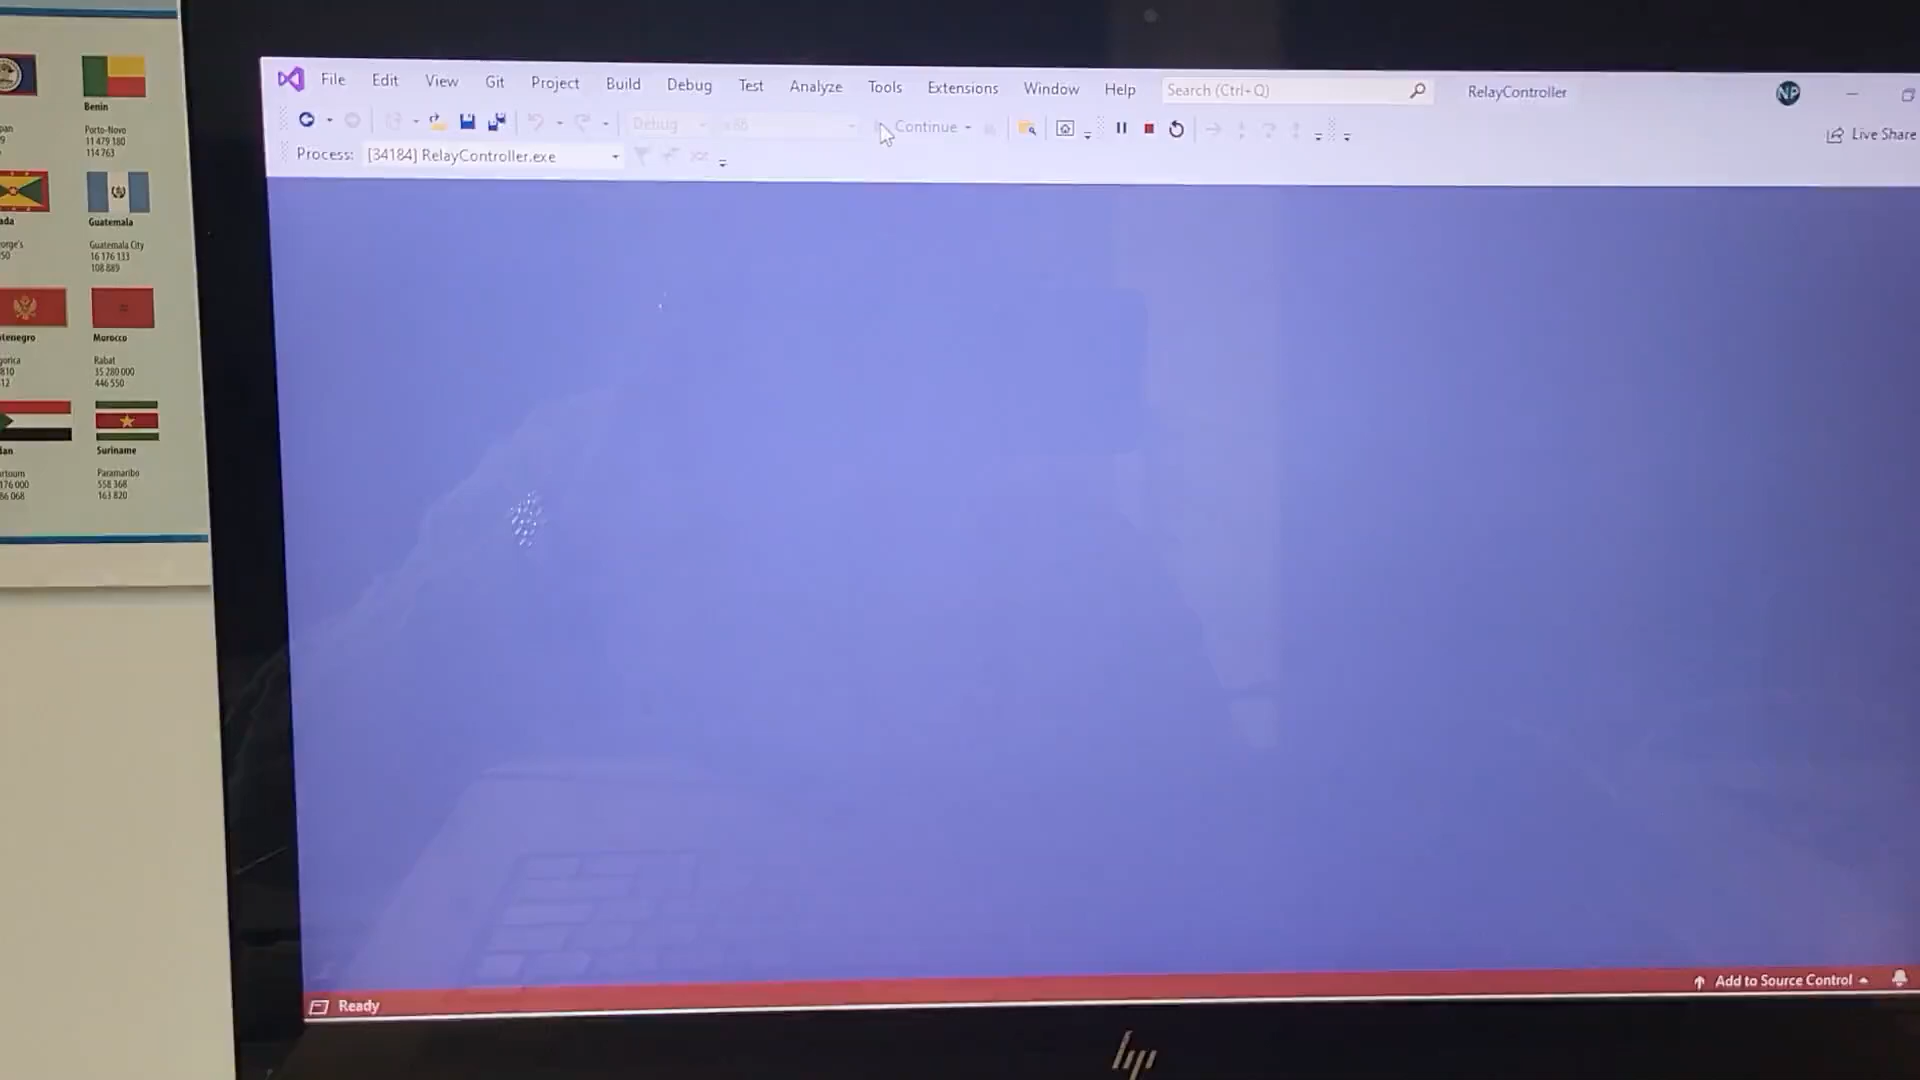 File Edit View Git Project Build Debug Test Analyze Tools Extensions Window Help Search (Ctrl+Q) RelayController NP
Debug x86 Continue Live Share
Process: [34184] RelayController.exe
Ready
Add to Source Control
hp
Benin
Porto-Novo
11 479 180
114 763
Guatemala
Guatemala City
16 176 133
108 889
Morocco
Rabat
35 280 000
446 550
Suriname
Paramaribo
558 368
163 820